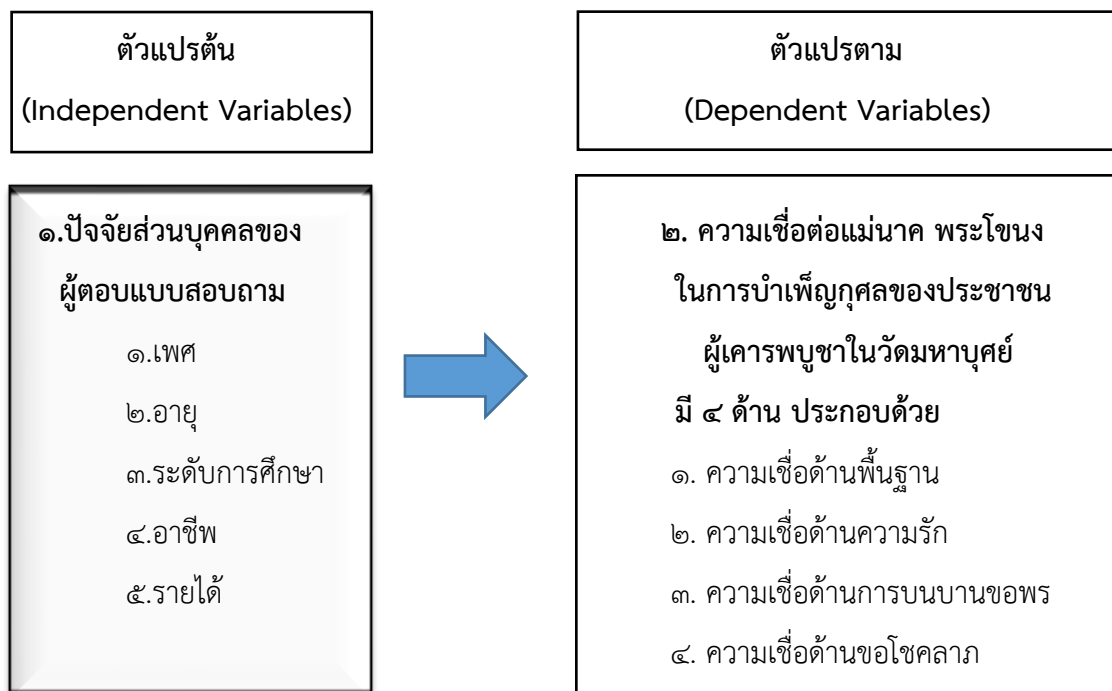 ตัวแปรต้น
(Independent Variables)
ตัวแปรตาม
(Dependent Variables)
๑.ปัจจัยส่วนบุคคลของ
ผู้ตอบแบบสอบถาม
๑.เพศ
๒.อายุ
๓.ระดับการศึกษา
๔.อาชีพ
๕.รายได้
๒. ความเชื่อต่อแม่นาค พระโขนง
ในการบำเพ็ญกุศลของประชาชน
ผู้เคารพบูชาในวัดมหาบุศย์
มี ๔ ด้าน ประกอบด้วย
๑. ความเชื่อด้านพื้นฐาน
๒. ความเชื่อด้านความรัก
๓. ความเชื่อด้านการบนบานขอพร
๔. ความเชื่อด้านขอโชคลาภ